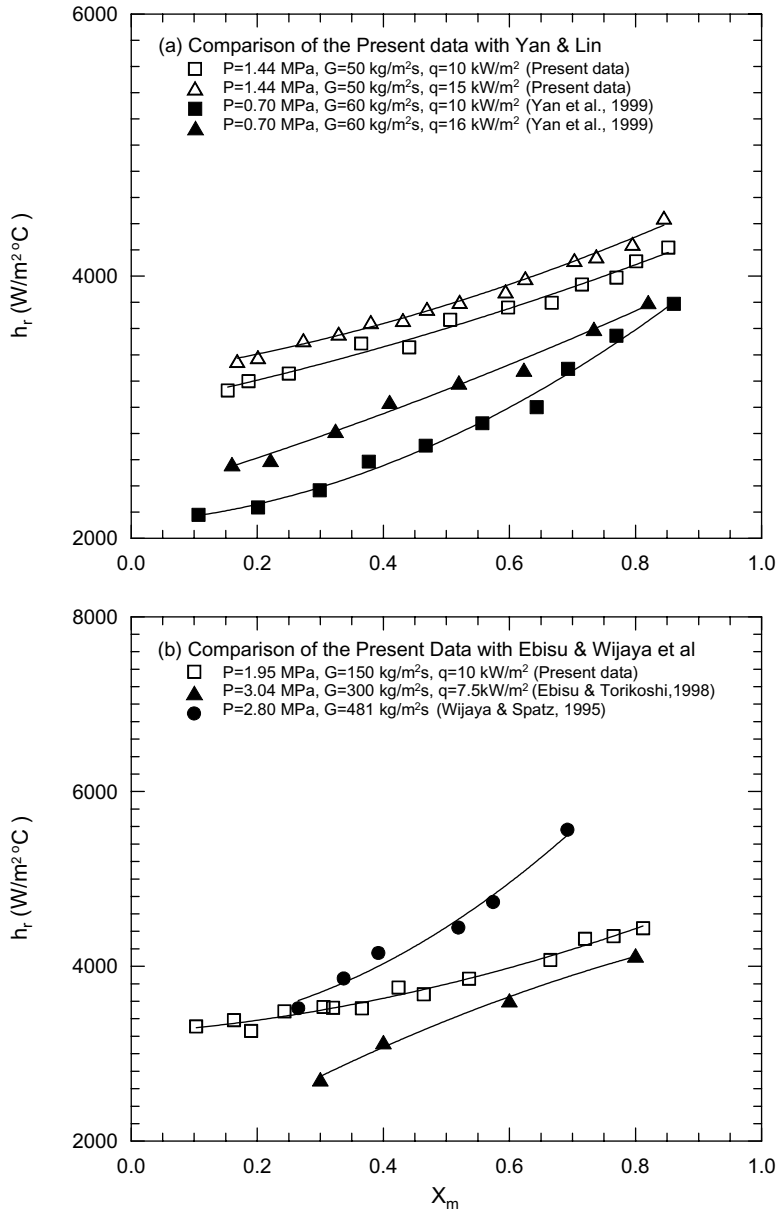 6000
(a) Comparison of the Present data with Yan & Lin
P=1.44 MPa, G=50 kg/m²s, q=10 kW/m² (Present data)
P=1.44 MPa, G=50 kg/m²s, q=15 kW/m² (Present data)
P=0.70 MPa, G=60 kg/m²s, q=10 kW/m² (Yan et al., 1999)
P=0.70 MPa, G=60 kg/m²s, q=16 kW/m² (Yan et al., 1999)
hr (W/m² °C)
4000
2000
0.0 0.2 0.4 0.6 0.8 1.0
8000
(b) Comparison of the Present Data with Ebisu & Wijaya et al
P=1.95 MPa, G=150 kg/m²s, q=10 kW/m² (Present data)
P=3.04 MPa, G=300 kg/m²s, q=7.5kW/m² (Ebisu & Torikoshi,1998)
P=2.80 MPa, G=481 kg/m²s (Wijaya & Spatz, 1995)
6000
hr (W/m² °C)
4000
2000
0.0 0.2 0.4 0.6 0.8 1.0
Xm